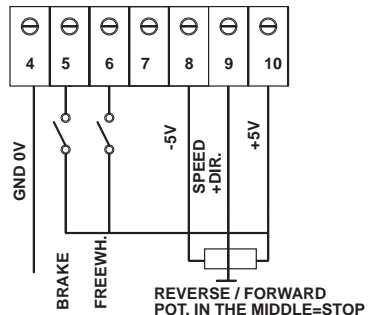 4 5 6 7 8 9 10
GND 0V
BRAKE
FREEWH.
-5V
SPEED
+DIR.
+5V
REVERSE / FORWARD
POT. IN THE MIDDLE=STOP